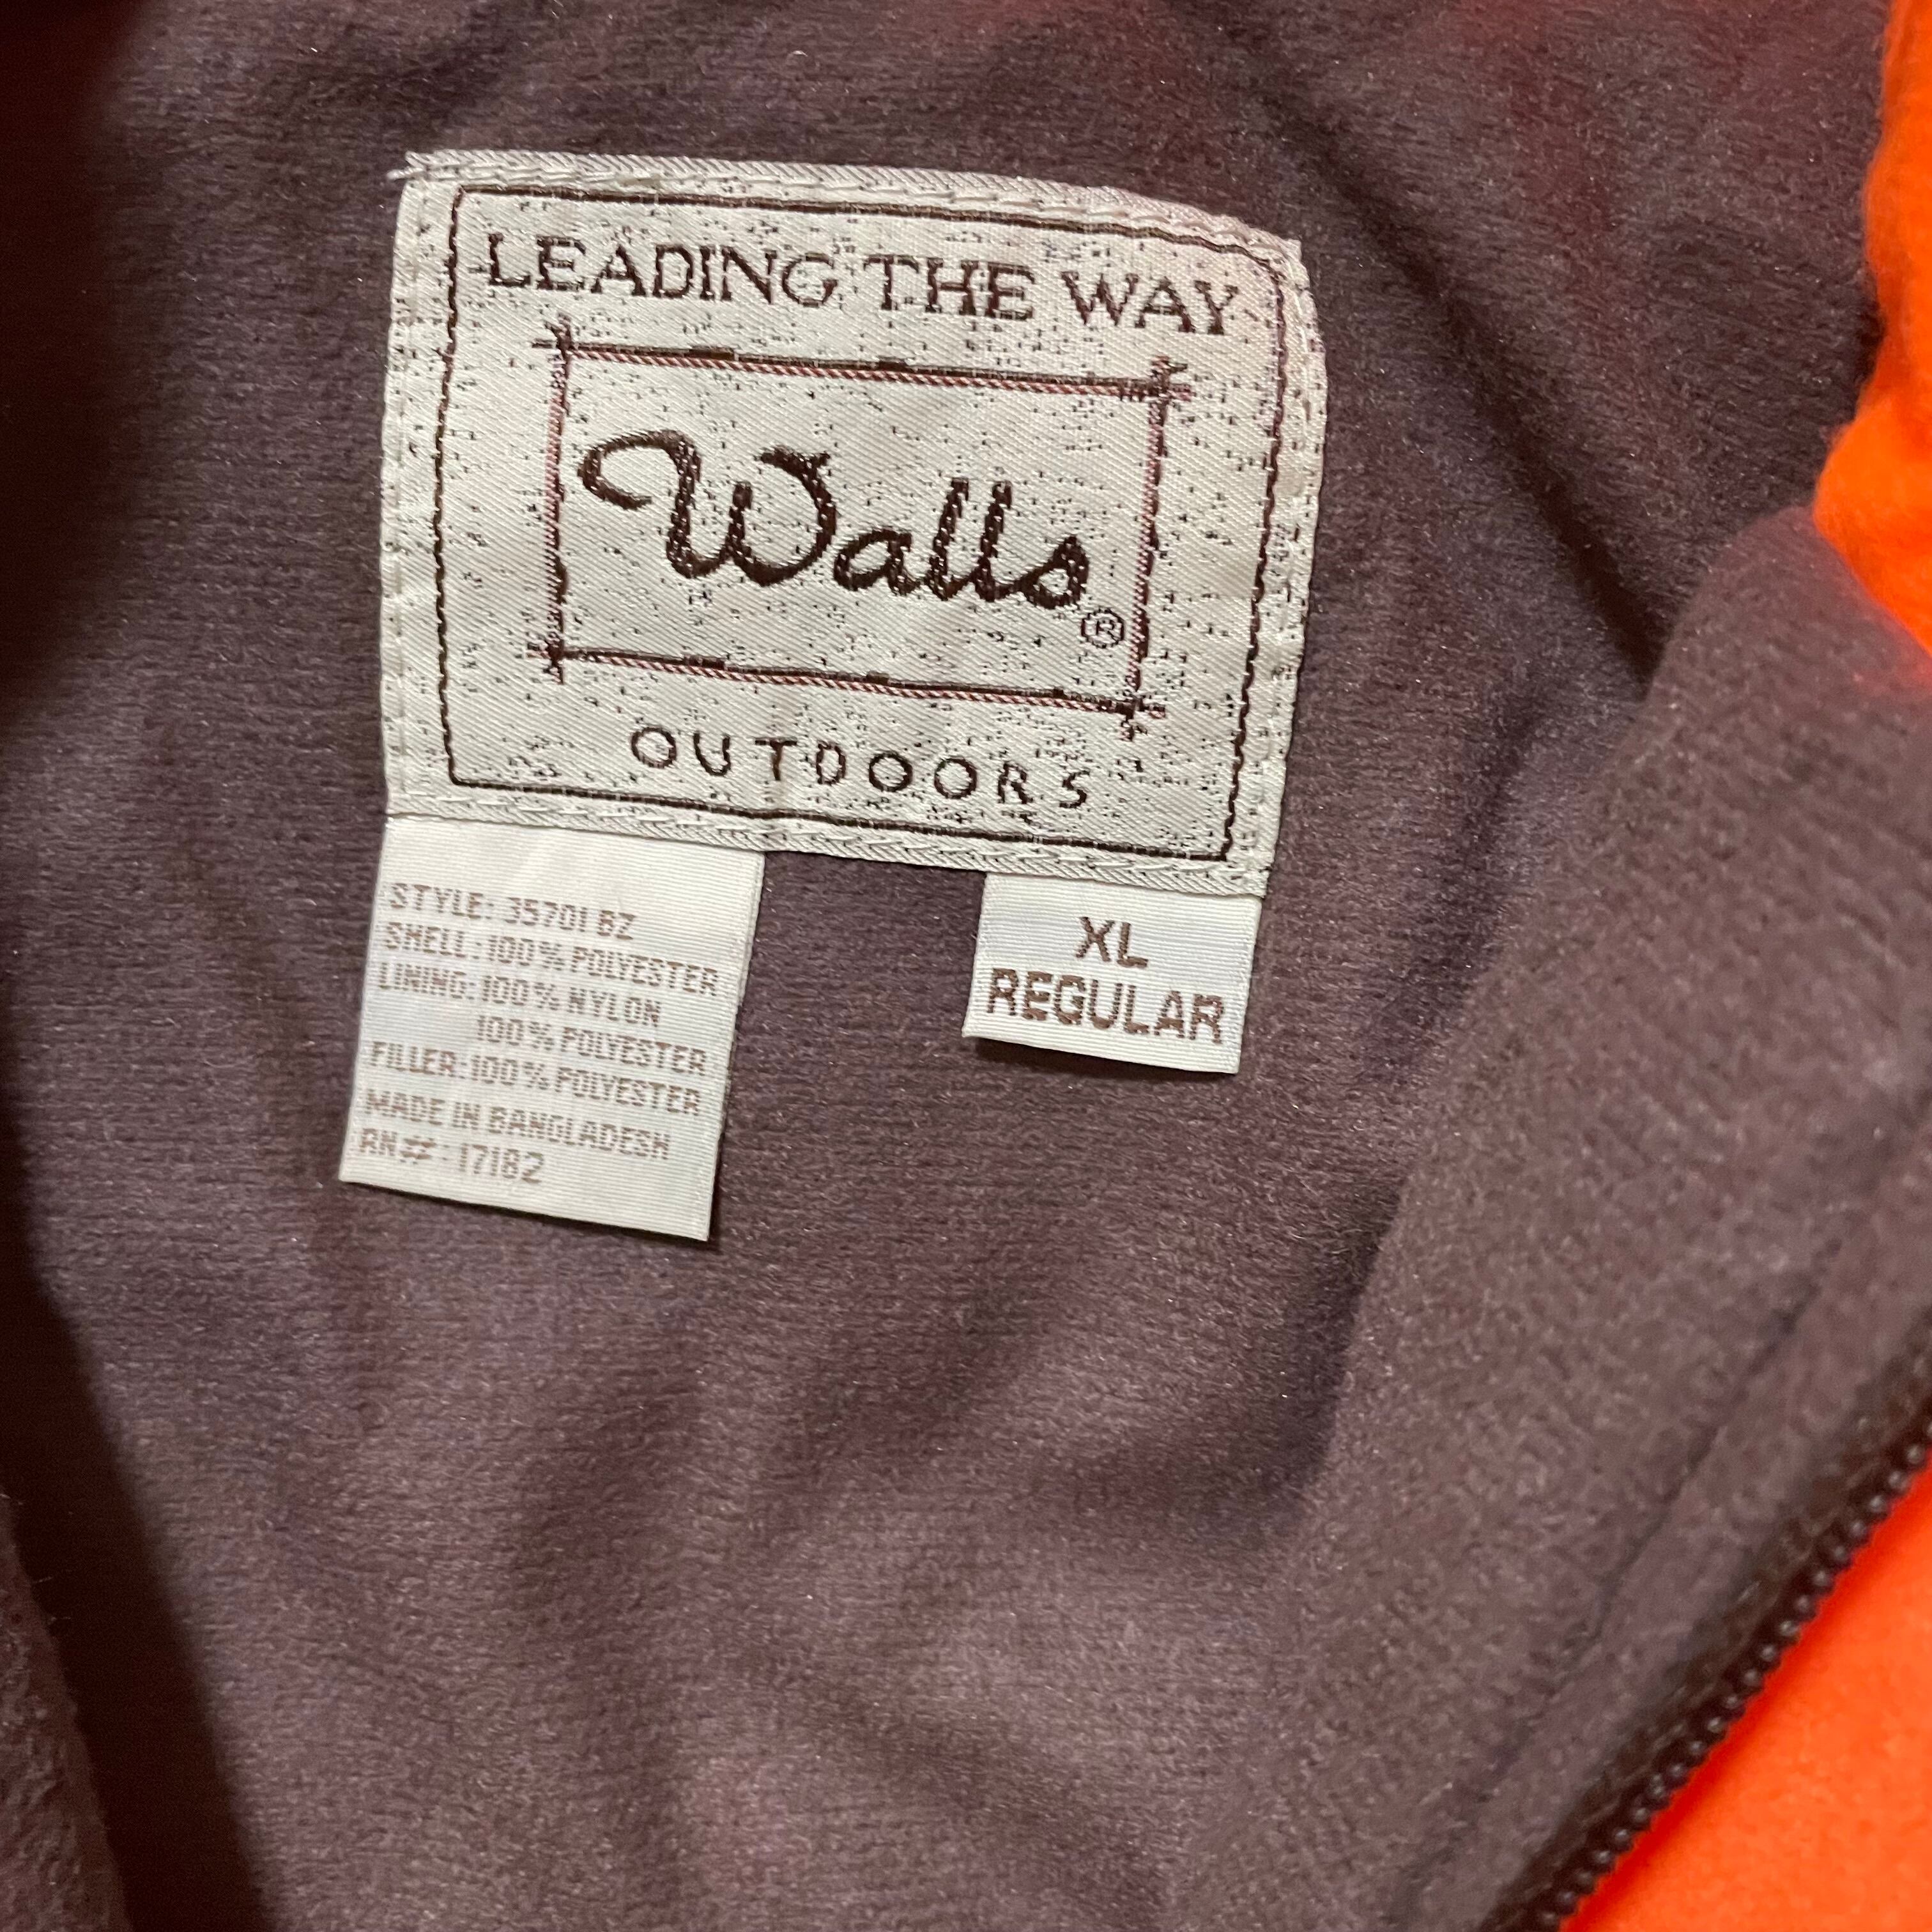 LEADING THE WAY
Walls®
OUTDOORS
STYLE: 35701 BZ
SHELL: 100% POLYESTER
LINING: 100% NYLON
100% POLYESTER
FILLER: 100% POLYESTER
MADE IN BANGLADESH
RN# - 17182
XL
REGULAR